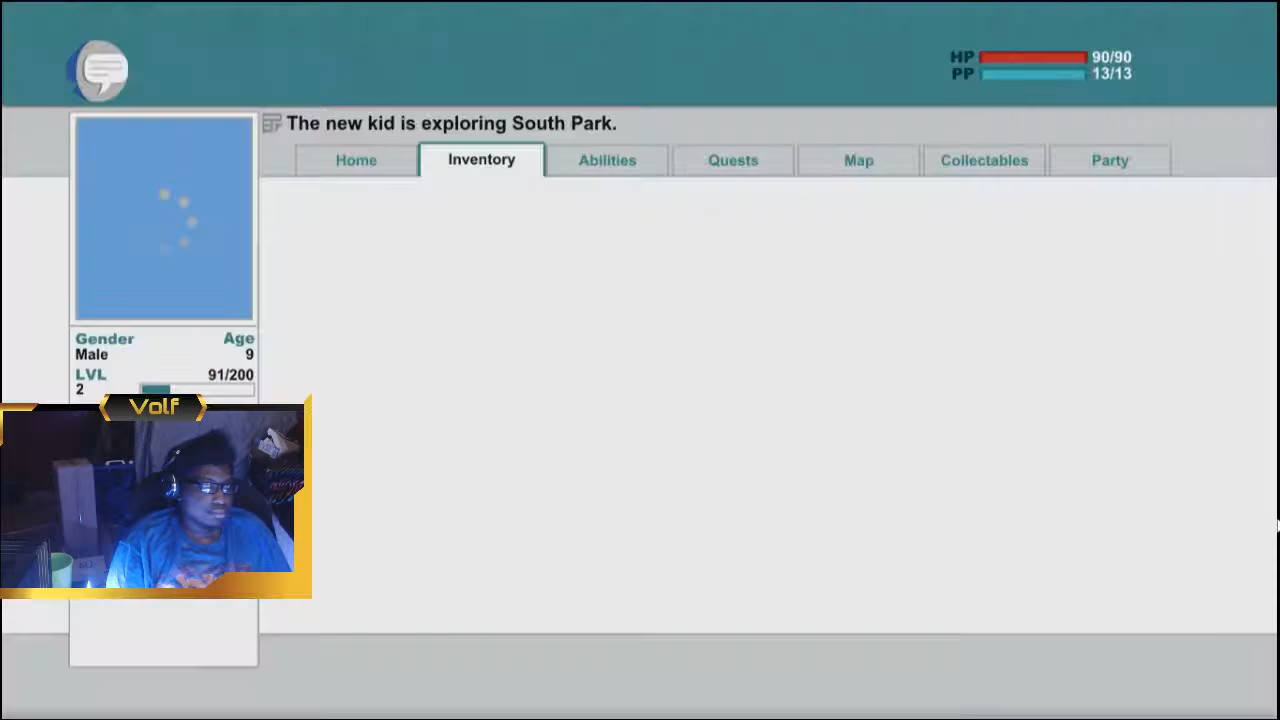 HP 90/90
PP 13/13
The new kid is exploring South Park.
Home
Inventory
Abilities
Quests
Map
Collectables
Party
Gender Age
Male 9
LVL 91/200
2
Volf